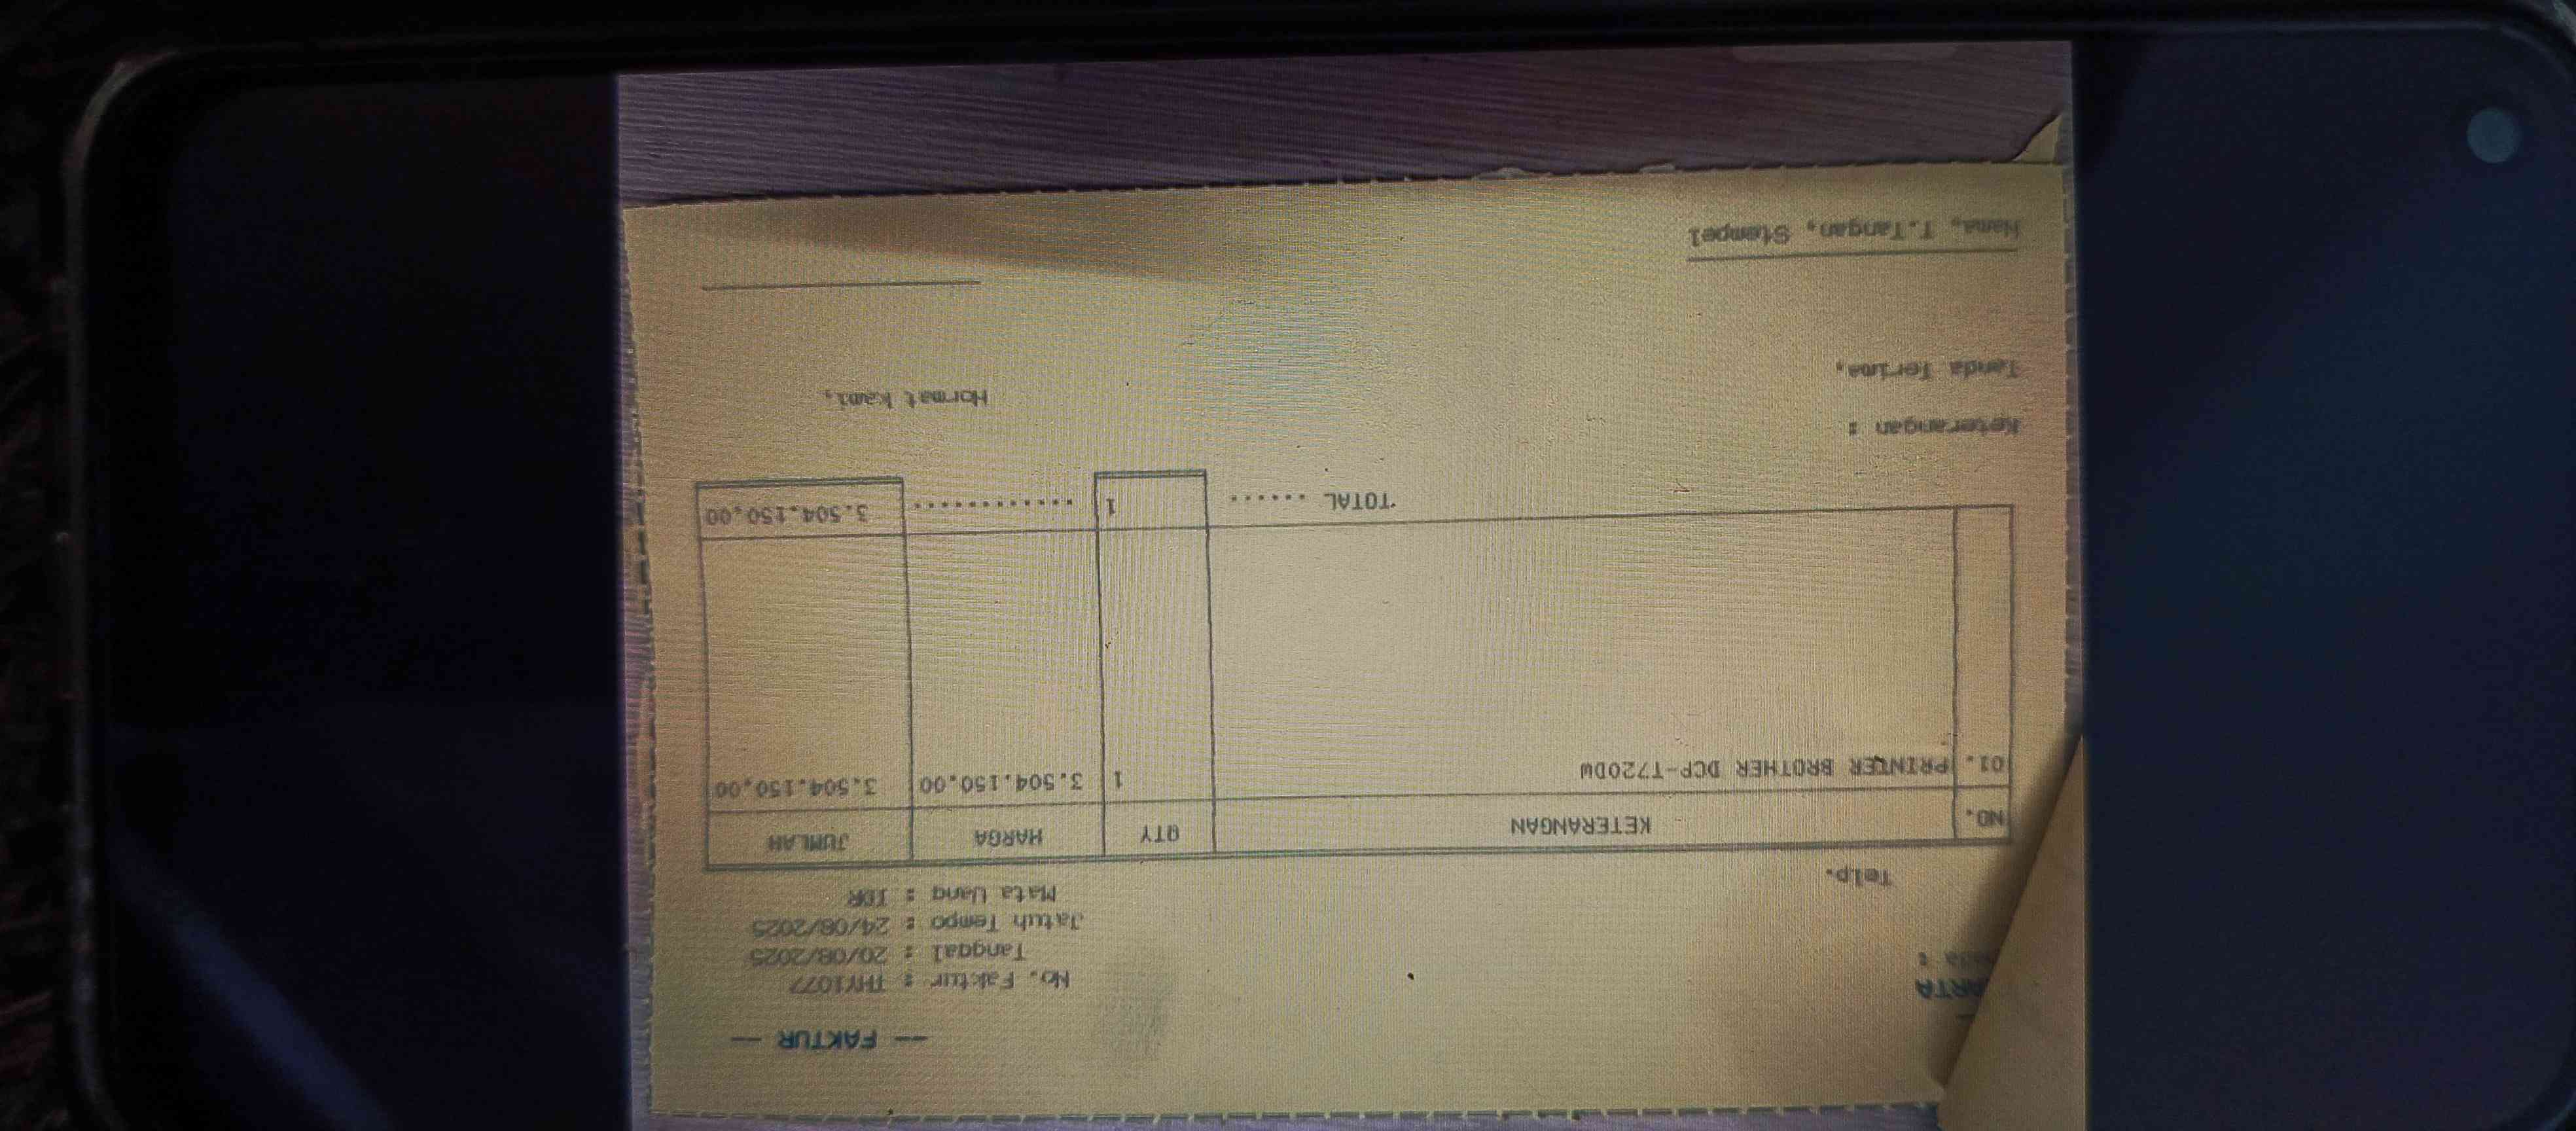 -- FAKTUR --
ARTA
No. Faktur : THY1077
Tanggal : 20/08/2025
Jatuh Tempo : 24/08/2025
Mata Uang : IDR
Telp.
NO. KETERANGAN QTY HARGA JUMLAH
01. PRINTER BROTHER DCP-T720DW 1 3.504.150,00 3.504.150,00
TOTAL ...... 1 ............ 3.504.150,00
Keterangan :
Tanda Terima,
Hormat kami,
Nama, T.Tangan, Stempel